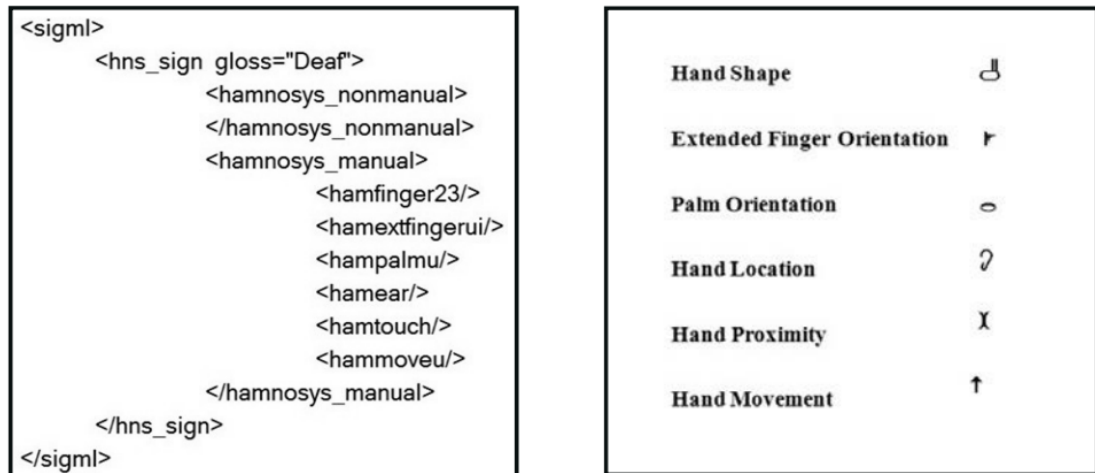 <sigml>
<hns_sign gloss="Deaf">
<hamnosys_nonmanual>
</hamnosys_nonmanual>
<hamnosys_manual>
<hamfinger23/>
<hamextfingerui/>
<hampalmu/>
<hamear/>
<hamtouch/>
<hammoveu/>
</hamnosys_manual>
</hns_sign>
</sigml>
Hand Shape
Extended Finger Orientation
Palm Orientation
Hand Location
Hand Proximity
Hand Movement ↑